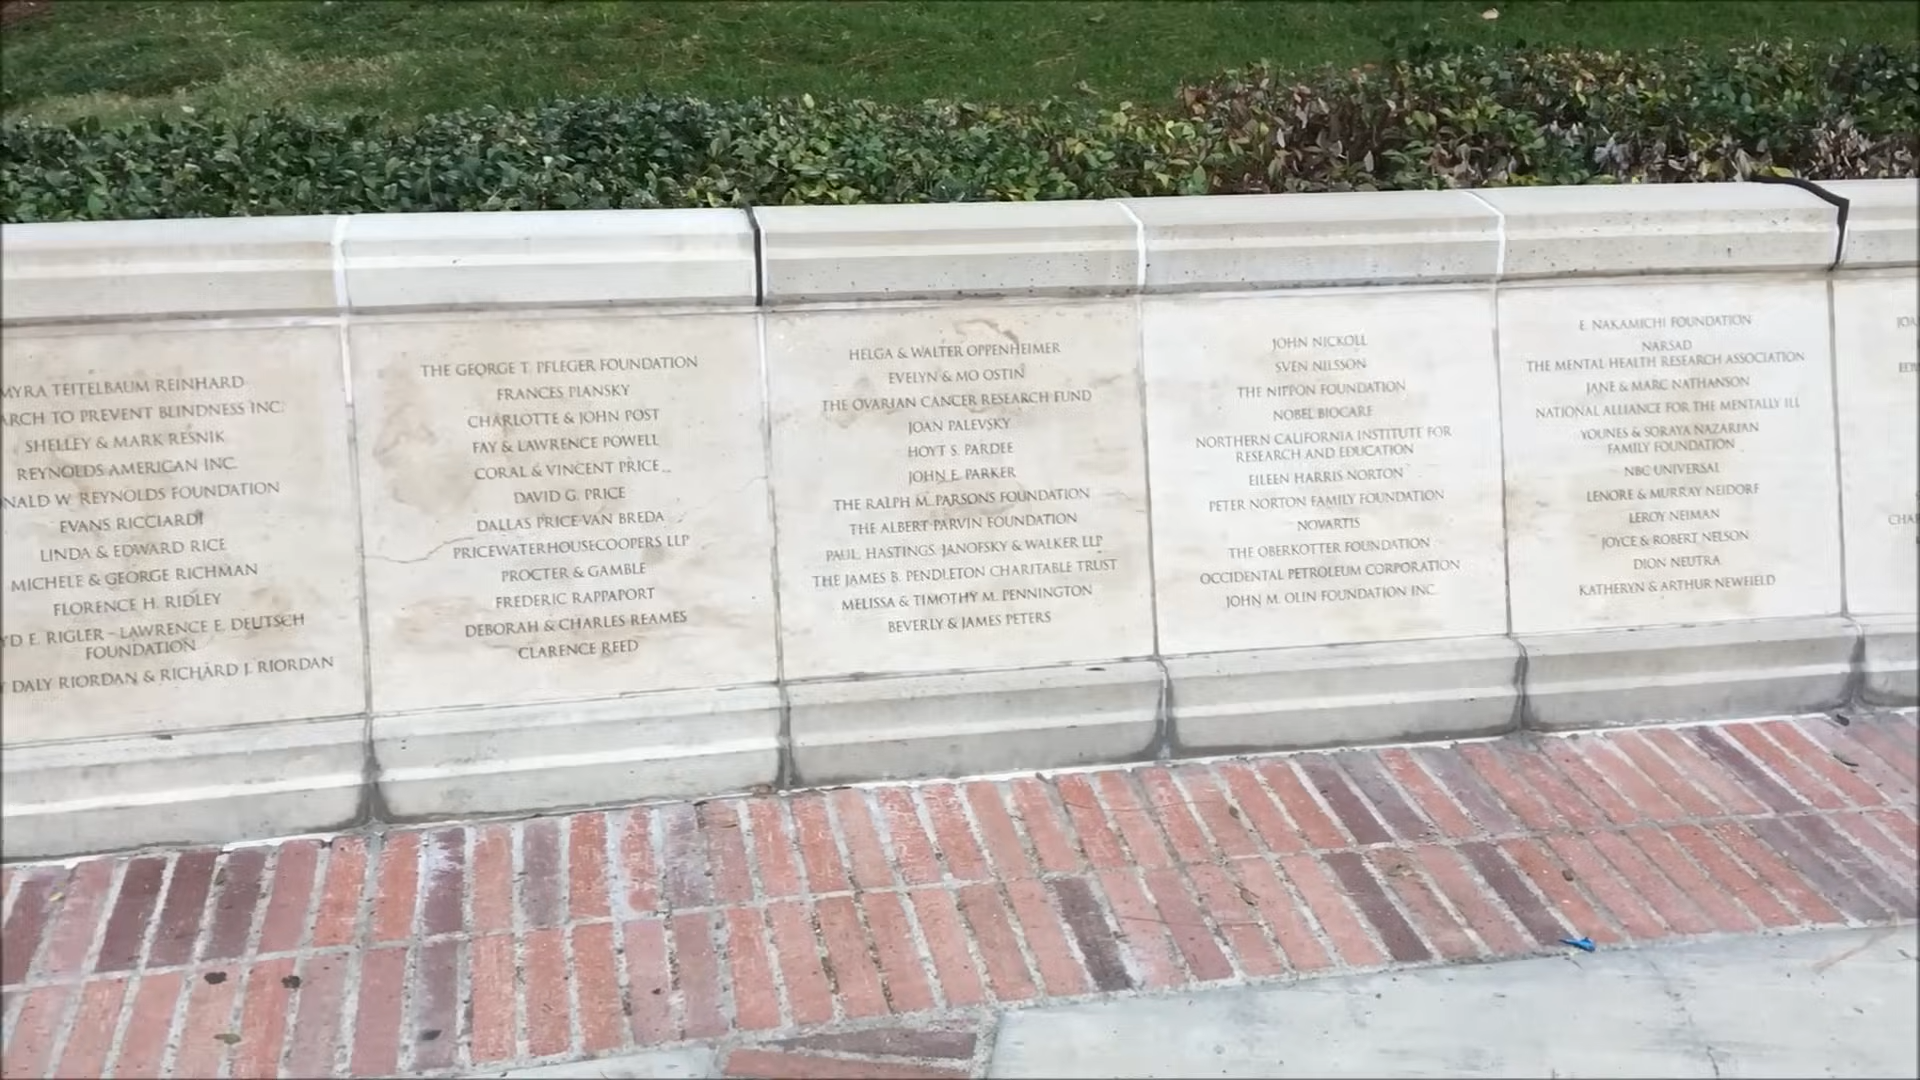 MYRA TEITELBAUM REINHARD
ARCH TO PREVENT BLINDNESS INC.
SHELLEY & MARK RESNIK
REYNOLDS AMERICAN INC.
NALD W. REYNOLDS FOUNDATION
EVANS RICCIARDI
LINDA & EDWARD RICE
MICHELE & GEORGE RICHMAN
FLORENCE H. RIDLEY
YD E. RIGLER - LAWRENCE E. DEUTSCH
FOUNDATION
Y DALY RIORDAN & RICHARD J. RIORDAN
THE GEORGE T. PFLEGER FOUNDATION
FRANCES PIANSKY
CHARLOTTE & JOHN POST
FAY & LAWRENCE POWELL
CORAL & VINCENT PRICE
DAVID G. PRICE
DALLAS PRICE-VAN BREDA
PRICEWATERHOUSECOOPERS LLP
PROCTER & GAMBLE
FREDERIC RAPPAPORT
DEBORAH & CHARLES REAMES
CLARENCE REED
HELGA & WALTER OPPENHEIMER
EVELYN & MO OSTIN
THE OVARIAN CANCER RESEARCH FUND
JOAN PALEVSKY
HOYT S. PARDEE
JOHN E. PARKER
THE RALPH M. PARSONS FOUNDATION
THE ALBERT PARVIN FOUNDATION
PAUL, HASTINGS, JANOFSKY & WALKER LLP
THE JAMES B. PENDLETON CHARITABLE TRUST
MELISSA & TIMOTHY M. PENNINGTON
BEVERLY & JAMES PETERS
JOHN NICKOLL
SVEN NILSSON
THE NIPPON FOUNDATION
NOBEL BIOCARE
NORTHERN CALIFORNIA INSTITUTE FOR
RESEARCH AND EDUCATION
EILEEN HARRIS NORTON
PETER NORTON FAMILY FOUNDATION
NOVARTIS
THE OBERKOTTER FOUNDATION
OCCIDENTAL PETROLEUM CORPORATION
JOHN M. OLIN FOUNDATION INC.
E. NAKAMICHI FOUNDATION
NARSAD
THE MENTAL HEALTH RESEARCH ASSOCIATION
JANE & MARC NATHANSON
NATIONAL ALLIANCE FOR THE MENTALLY ILL
YOUNES & SORAYA NAZARIAN
FAMILY FOUNDATION
NBC UNIVERSAL
LENORE & MURRAY NEIDORF
LEROY NEIMAN
JOYCE & ROBERT NELSON
DION NEUTRA
KATHERYN & ARTHUR NEWFIELD
JOA
EDW
CHAR